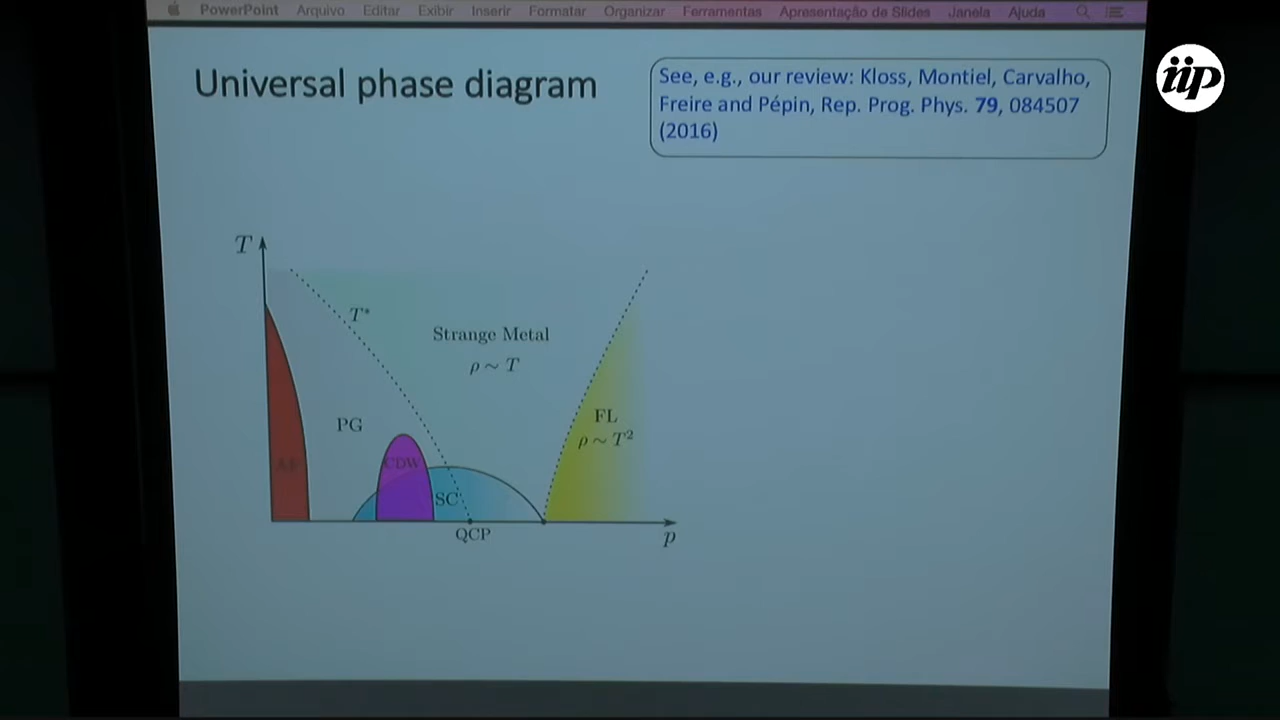 PowerPoint Arquivo Editar Exibir Inserir Formatar Organizar Ferramentas Apresentação de Slides Janela Ajuda
iip
Universal phase diagram
See, e.g., our review: Kloss, Montiel, Carvalho,
Freire and Pépin, Rep. Prog. Phys. 79, 084507
(2016)
T
T*
Strange Metal
ρ ~ T
PG
FL
ρ ~ T²
AF
CDW
SC
QCP
p